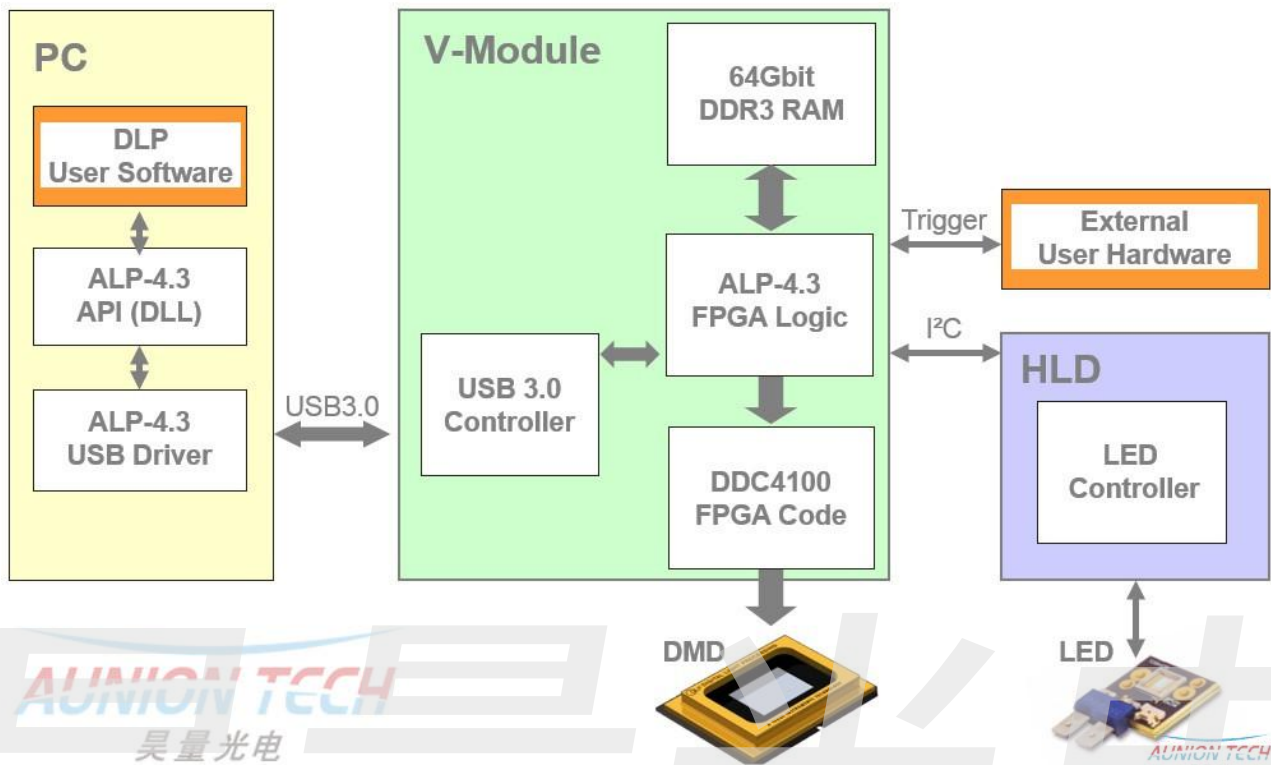 PC
DLP
User Software
ALP-4.3
API (DLL)
ALP-4.3
USB Driver
USB3.0
V-Module
64Gbit
DDR3 RAM
ALP-4.3
FPGA Logic
USB 3.0
Controller
DDC4100
FPGA Code
Trigger
External
User Hardware
I²C
HLD
LED
Controller
DMD
LED
AUNION TECH
昊量光电
AUNION TECH